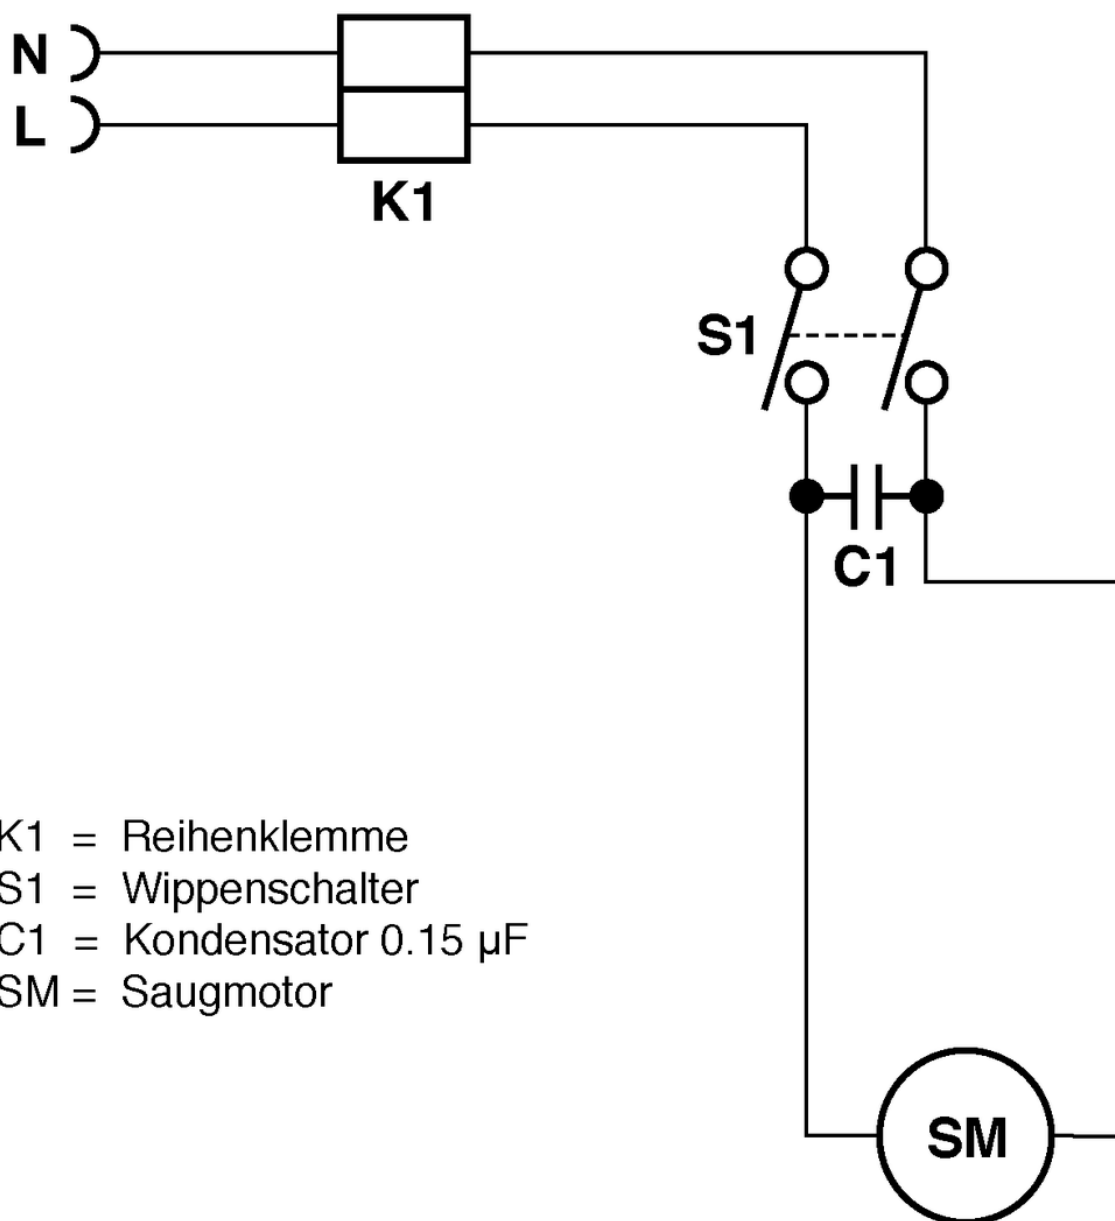 N
L
K1
S1
C1
K1 = Reihenklemme
S1 = Wippenschalter
C1 = Kondensator 0.15 µF
SM = Saugmotor
SM